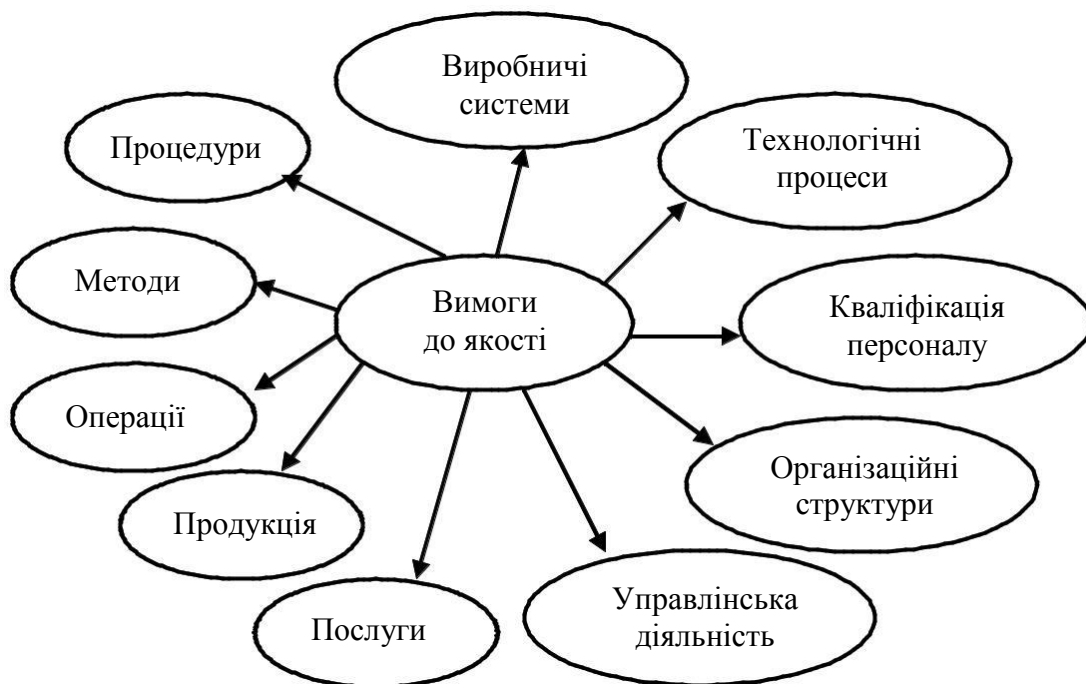 Виробничі
системи
Процедури
Технологічні
процеси
Методи
Вимоги
до якості
Кваліфікація
персоналу
Операції
Організаційні
структури
Продукція
Послуги
Управлінська
діяльність